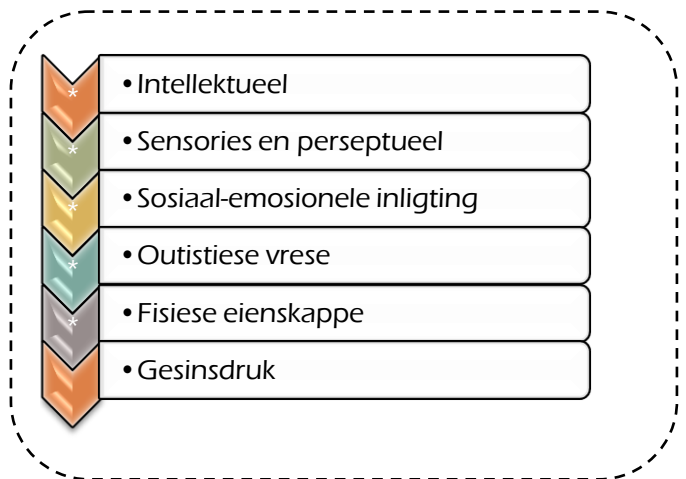 * • Intellektueel
* • Sensories en perseptueel
* • Sosiaal-emosionele inligting
* • Outistiese vrese
* • Fisiese eienskappe
• Gesinsdruk